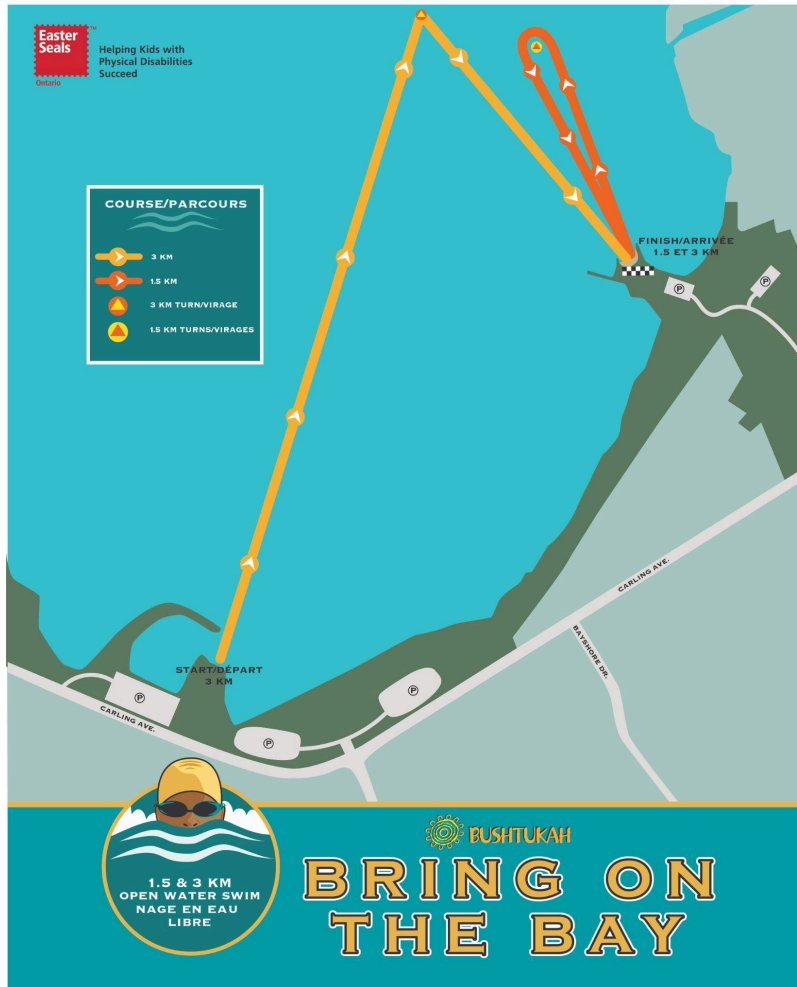 Easter
Seals
TM
Ontario
Helping Kids with
Physical Disabilities
Succeed
COURSE/PARCOURS
3 KM
1.5 KM
3 KM TURN/VIRAGE
1.5 KM TURNS/VIRAGES
FINISH/ARRIVÉE
1.5 ET 3 KM
P
P
CARLING AVE.
BAYSHORE DR.
START/DÉPART
3 KM
P
P
P
CARLING AVE.
1.5 & 3 KM
OPEN WATER SWIM
NAGE EN EAU
LIBRE
BUSHTUKAH
BRING ON
THE BAY